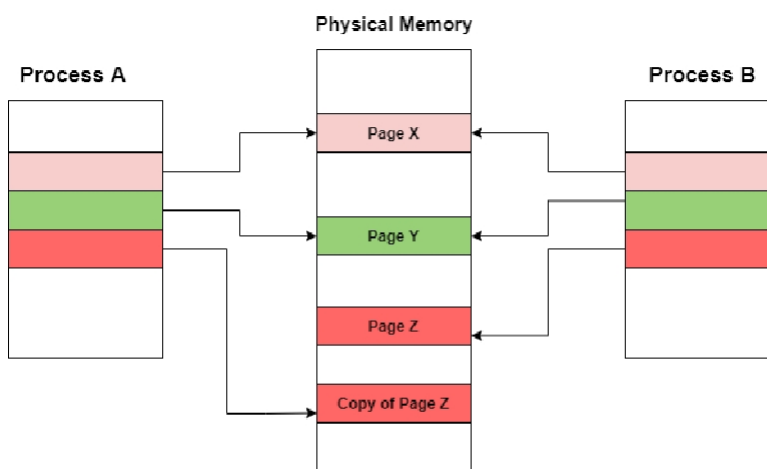 Physical Memory
Process A
Process B
Page X
Page Y
Page Z
Copy of Page Z